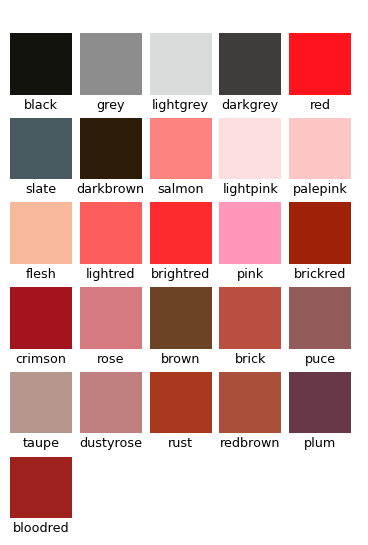 black grey lightgrey darkgrey red
slate darkbrown salmon lightpink palepink
flesh lightred brightred pink brickred
crimson rose brown brick puce
taupe dustyrose rust redbrown plum
bloodred